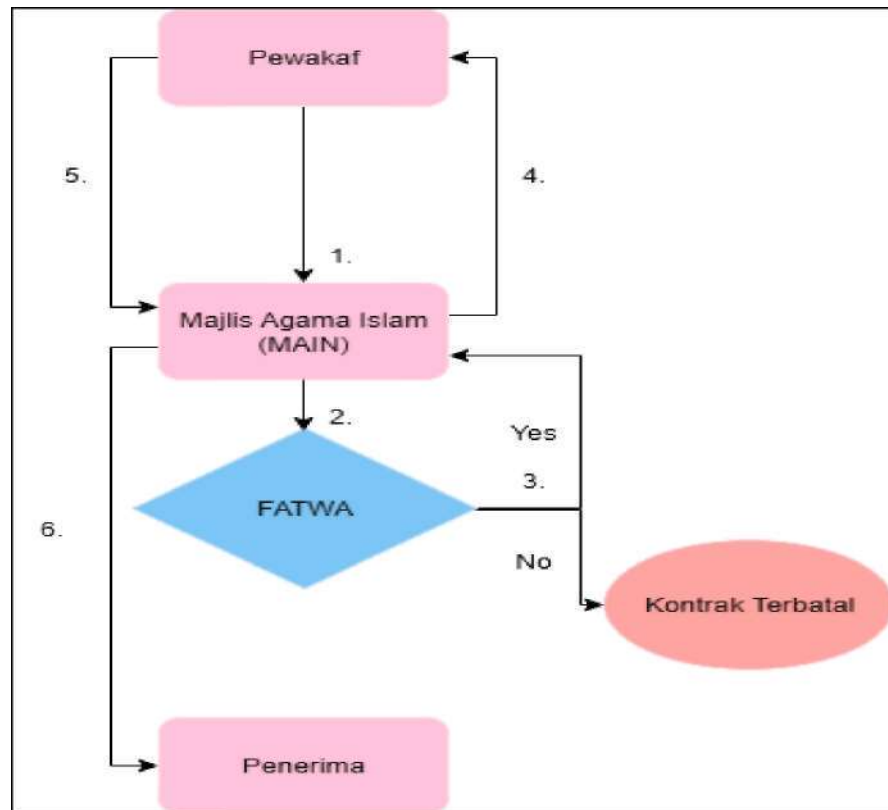 Pewakaf
5.
4.
1.
Majlis Agama Islam
(MAIN)
2.
Yes
FATWA
3.
6.
No
Kontrak Terbatal
Penerima